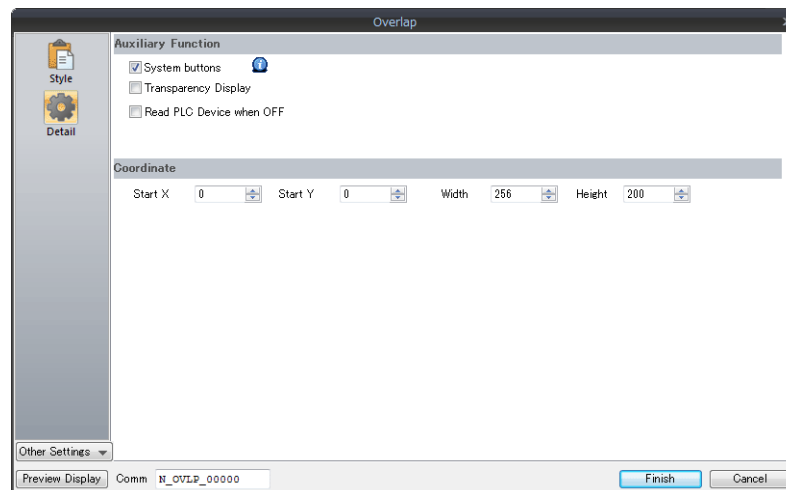 Overlap
Style
Detail
Auxiliary Function
System buttons
Transparency Display
Read PLC Device when OFF
Coordinate
Start X 0 Start Y 0 Width 256 Height 200
Other Settings
Preview Display Comm N_OVLP_00000 Finish Cancel